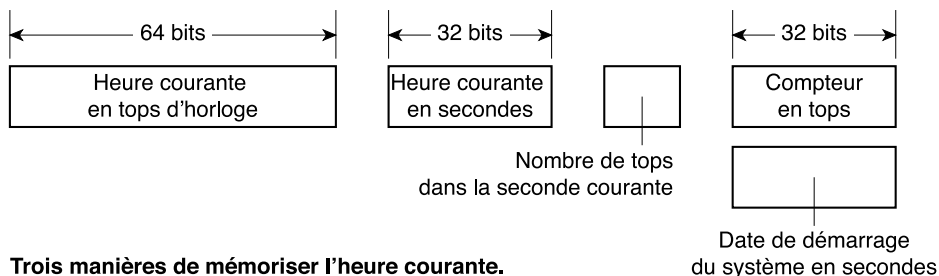 64 bits
32 bits
32 bits
Heure courante
en tops d'horloge
Heure courante
en secondes
Compteur
en tops
Nombre de tops
dans la seconde courante
Date de démarrage
du système en secondes
Trois manières de mémoriser l'heure courante.